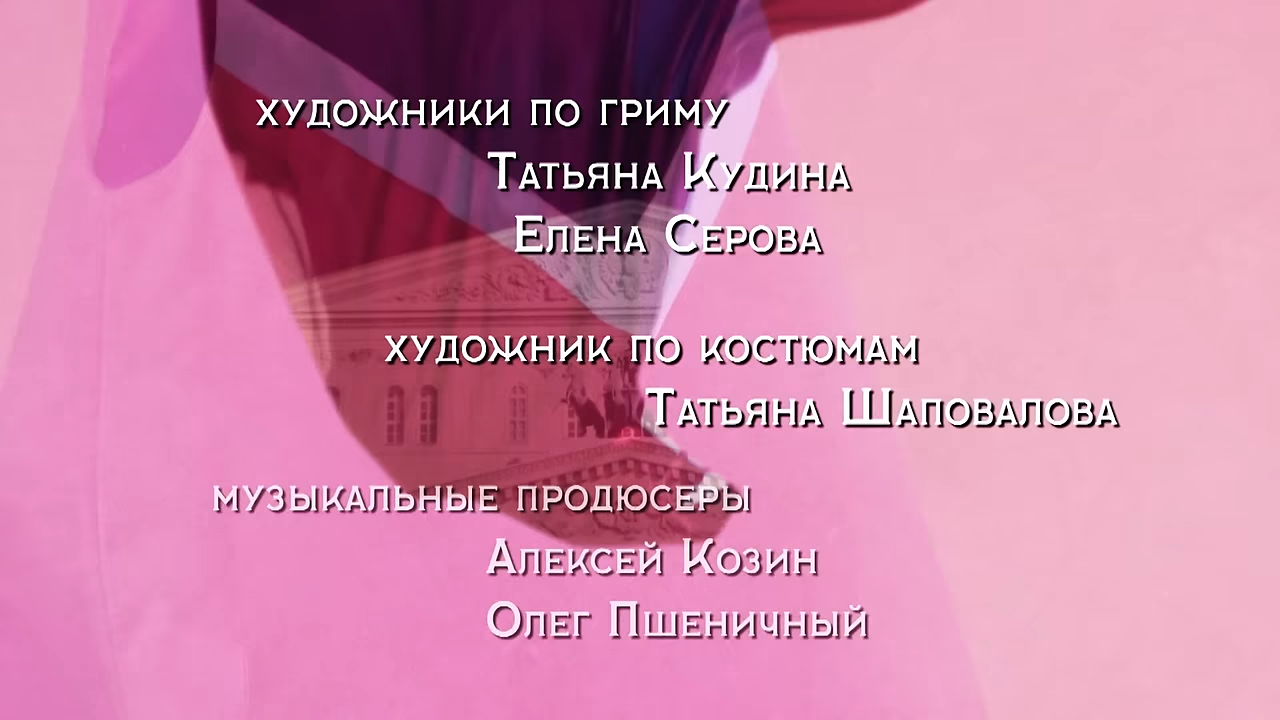 художники по гриму
Татьяна Кудина
Елена Серова
художник по костюмам
Татьяна Шаповалова
музыкальные продюсеры
Алексей Козин
Олег Пшеничный